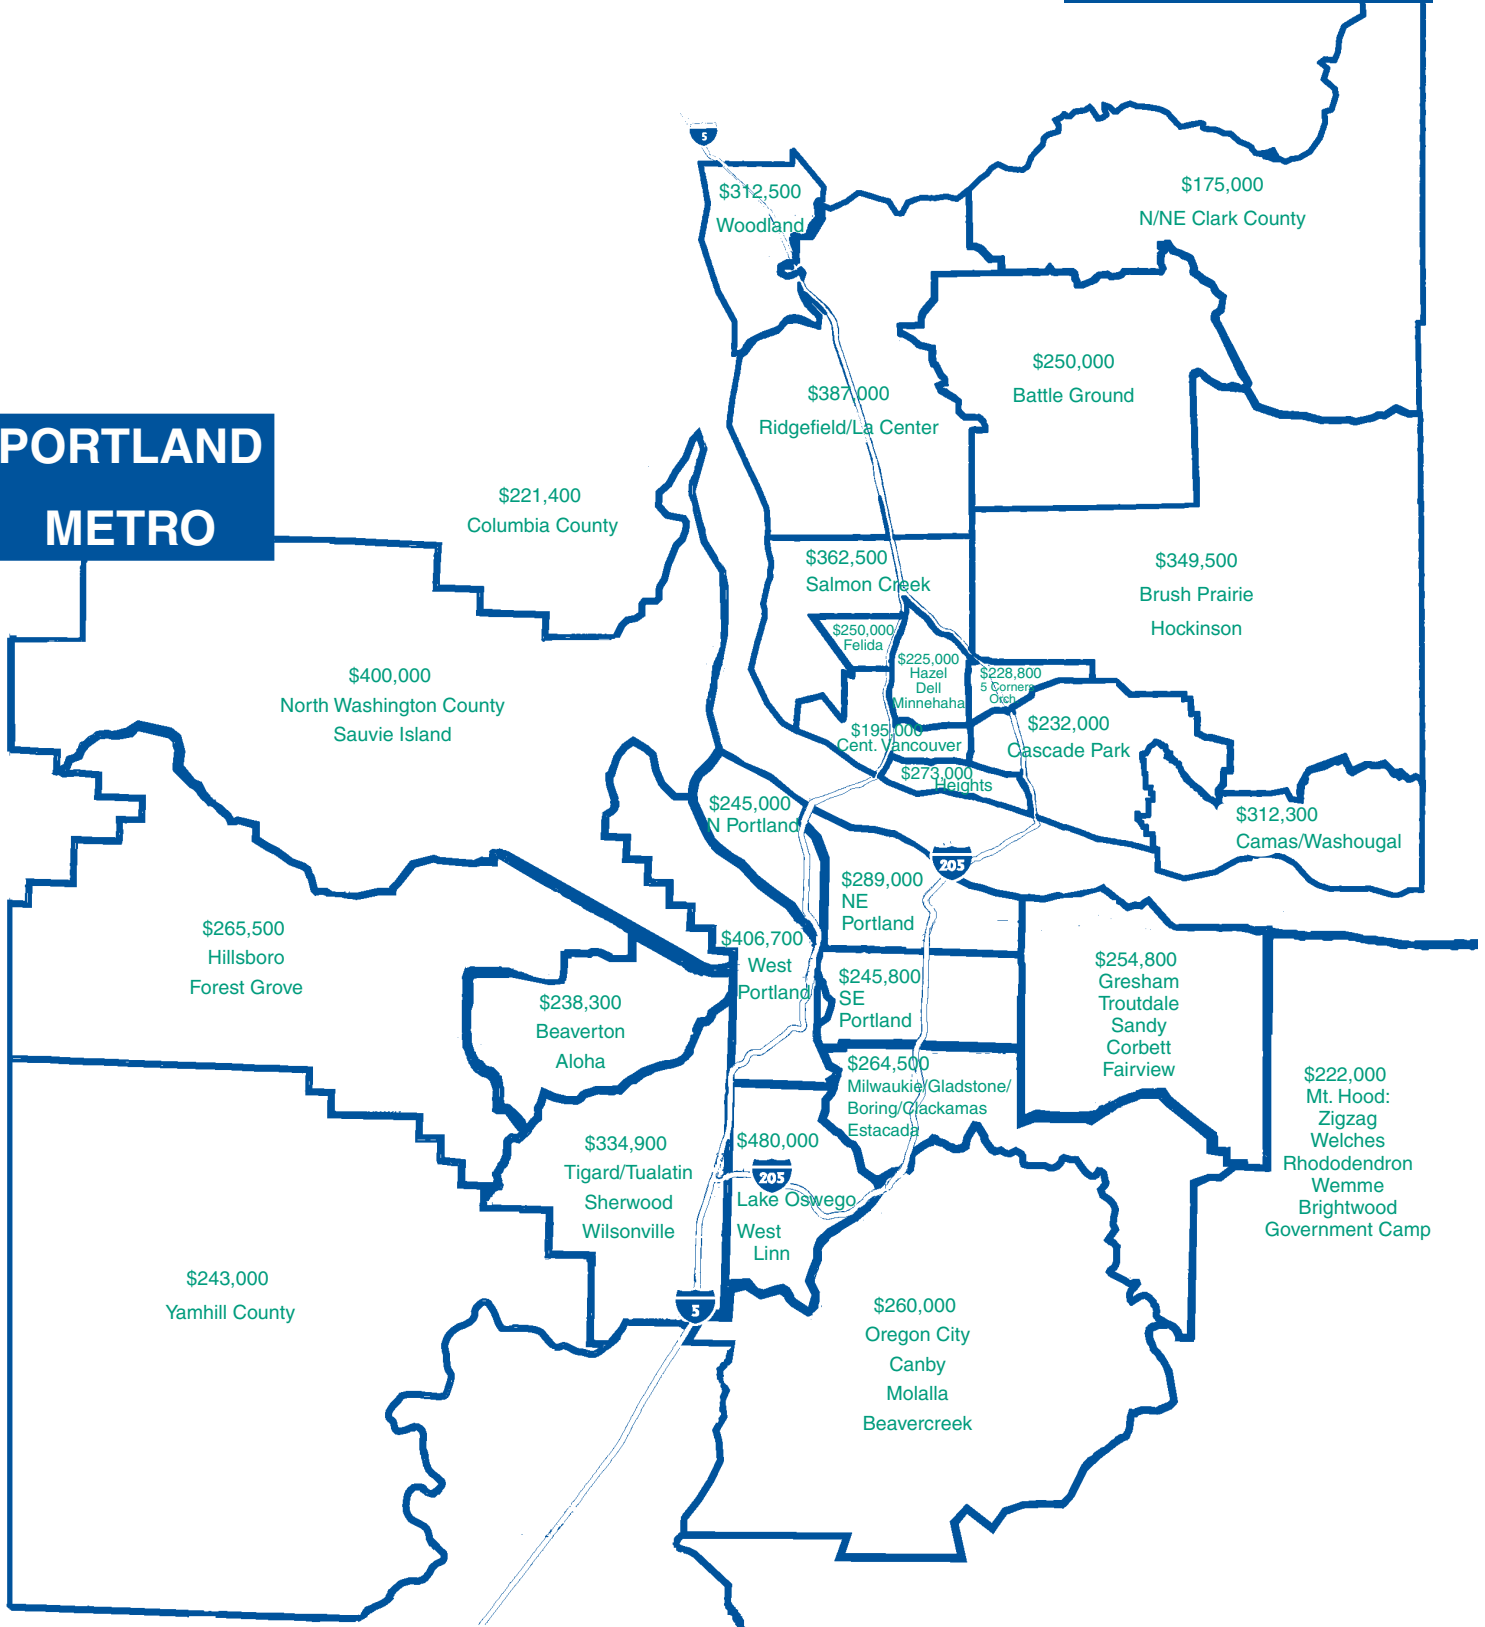 5
$312,500
Woodland
$175,000
N/NE Clark County
$250,000
Battle Ground
$387,000
Ridgefield/La Center
PORTLAND
METRO
$221,400
Columbia County
$362,500
Salmon Creek
$349,500
Brush Prairie
Hockinson
$250,000
Felida
$225,000
Hazel
Dell
Minnehaha
$228,800
5 Corners
Orch
$400,000
North Washington County
Sauvie Island
$195,000
Cent. Vancouver
$232,000
Cascade Park
$273,000
Heights
$245,000
N Portland
$312,300
Camas/Washougal
205
$289,000
NE
Portland
$265,500
Hillsboro
Forest Grove
$406,700
West
Portland
$245,800
SE
Portland
$254,800
Gresham
Troutdale
Sandy
Corbett
Fairview
$238,300
Beaverton
Aloha
$264,500
Milwaukie/Gladstone/
Boring/Clackamas
Estacada
$222,000
Mt. Hood:
Zigzag
Welches
Rhododendron
Wemme
Brightwood
Government Camp
$334,900
Tigard/Tualatin
Sherwood
Wilsonville
$480,000
205
Lake Oswego
West
Linn
$243,000
Yamhill County
5
$260,000
Oregon City
Canby
Molalla
Beavercreek